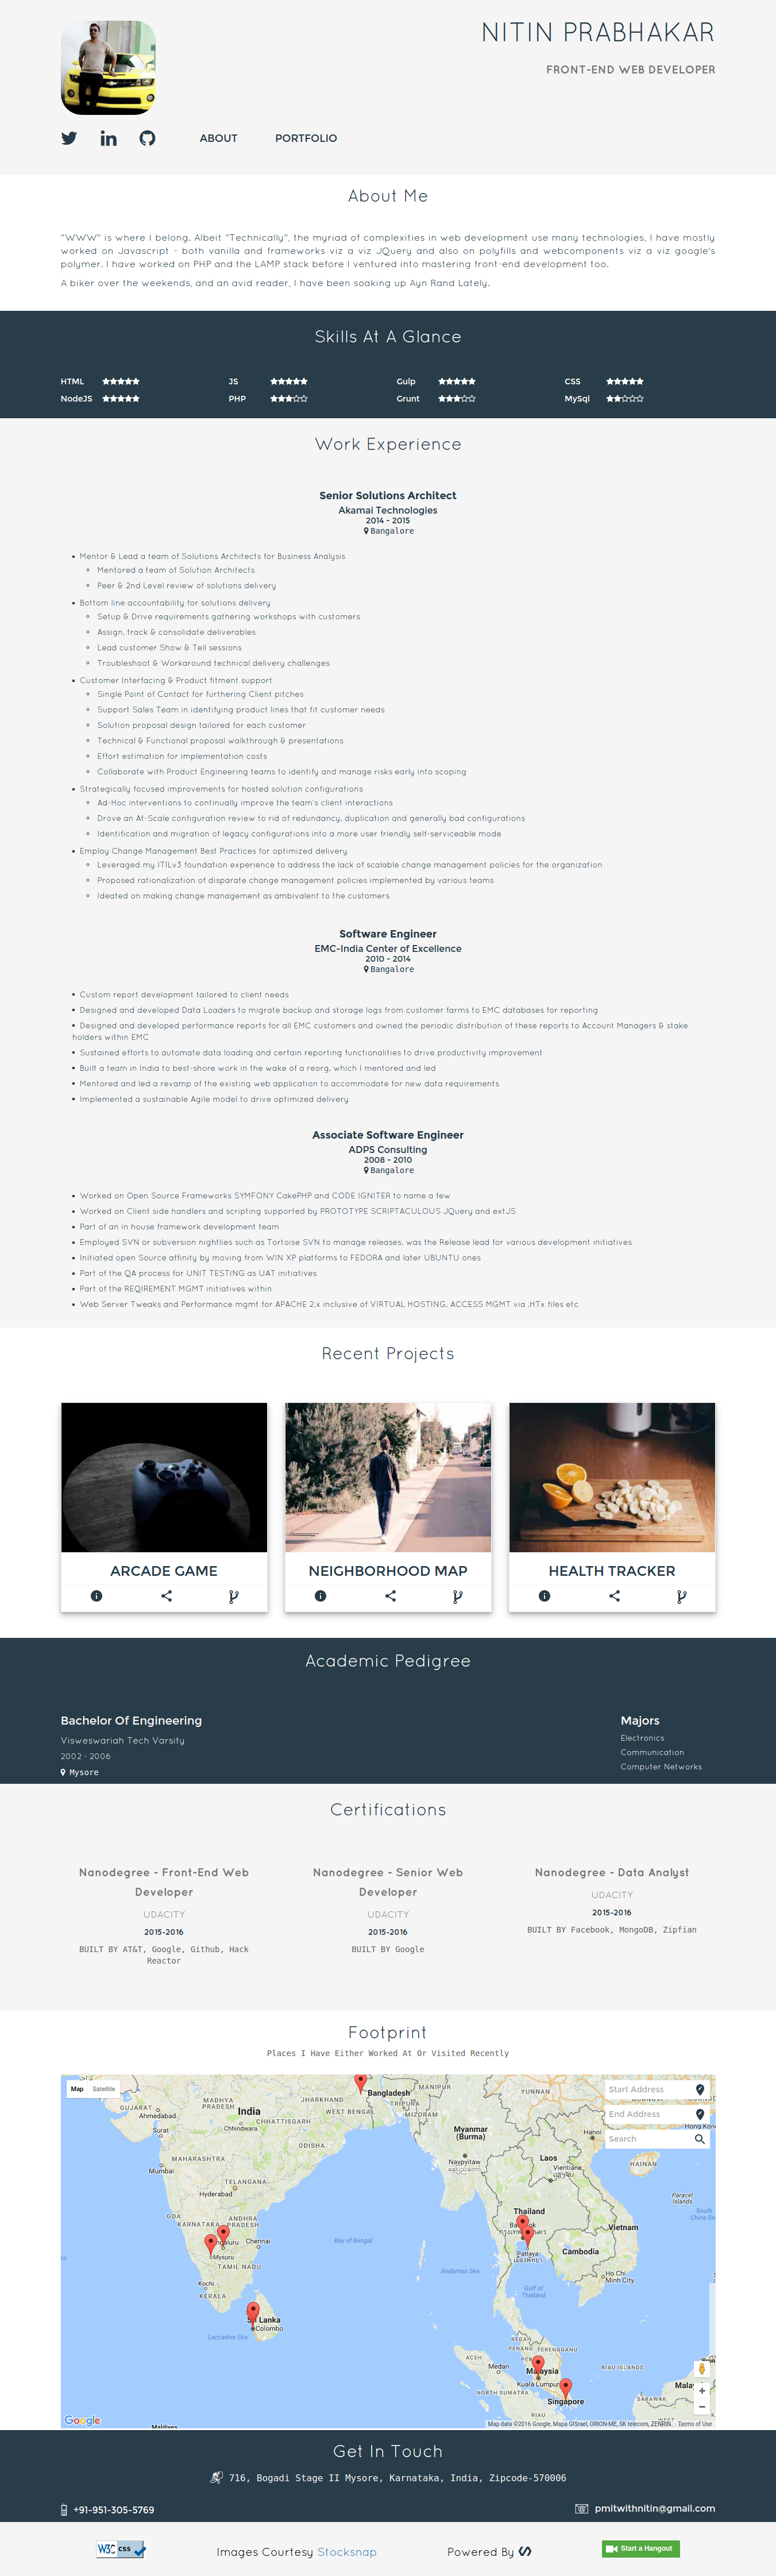 NITIN PRABHAKAR
FRONT-END WEB DEVELOPER
ABOUT PORTFOLIO
About Me
"WWW" is where I belong. Albeit "Technically", the myriad of complexities in web development use many technologies, I have mostly
worked on Javascript - both vanilla and frameworks viz a viz JQuery and also on polyfills and webcomponents viz a viz google's
polymer. I have worked on PHP and the LAMP stack before I ventured into mastering front-end development too.
A biker over the weekends, and an avid reader, I have been soaking up Ayn Rand Lately.
Skills At A Glance
HTML JS Gulp CSS
NodeJS PHP Grunt MySql
Work Experience
Senior Solutions Architect
Akamai Technologies
2014 - 2015
Bangalore
Mentor & Lead a team of Solutions Architects for Business Analysis
Mentored a team of Solution Architects
Peer & 2nd Level review of solutions delivery
Bottom line accountability for solutions delivery
Setup & Drive requirements gathering workshops with customers
Assign, track & consolidate deliverables
Lead customer Show & Tell sessions
Troubleshoot & Workaround technical delivery challenges
Customer Interfacing & Product fitment support
Single Point of Contact for furthering Client pitches
Support Sales Team in identifying product lines that fit customer needs
Solution proposal design tailored for each customer
Technical & Functional proposal walkthrough & presentations
Effort estimation for implementation costs
Collaborate with Product Engineering teams to identify and manage risks early into scoping
Strategically focused improvements for hosted solution configurations
Ad-Hoc interventions to continually improve the team's client interactions
Drove an At-Scale configuration review to rid of redundancy, duplication and generally bad configurations
Identification and migration of legacy configurations into a more user friendly self-serviceable mode
Employ Change Management Best Practices for optimized delivery
Leveraged my ITILv3 foundation experience to address the lack of scalable change management policies for the organization
Proposed rationalization of disparate change management policies implemented by various teams
Ideated on making change management as ambivalent to the customers
Software Engineer
EMC-India Center of Excellence
2010 - 2014
Bangalore
Custom report development tailored to client needs
Designed and developed Data Loaders to migrate backup and storage logs from customer farms to EMC databases for reporting
Designed and developed performance reports for all EMC customers and owned the periodic distribution of these reports to Account Managers & stake
holders within EMC
Sustained efforts to automate data loading and certain reporting functionalities to drive productivity improvement
Built a team in India to best-shore work in the wake of a reorg, which I mentored and led
Mentored and led a revamp of the existing web application to accommodate for new data requirements
Implemented a sustainable Agile model to drive optimized delivery
Associate Software Engineer
ADPS Consulting
2008 - 2010
Bangalore
Worked on Open Source Frameworks SYMFONY CakePHP and CODE IGNITER to name a few
Worked on Client side handlers and scripting supported by PROTOTYPE SCRIPTACULOUS JQuery and extJS
Part of an in house framework development team
Employed SVN or subversion nightlies such as Tortoise SVN to manage releases, was the Release lead for various development initiatives
Initiated open Source affinity by moving from WIN XP platforms to FEDORA and later UBUNTU ones
Part of the QA process for UNIT TESTING as UAT initiatives
Part of the REQIREMENT MGMT initiatives within
Web Server Tweaks and Performance mgmt for APACHE 2.x inclusive of VIRTUAL HOSTING, ACCESS MGMT via .HTx files etc
Recent Projects
ARCADE GAME NEIGHBORHOOD MAP HEALTH TRACKER
Academic Pedigree
Bachelor Of Engineering
Visweswariah Tech Varsity
2002 - 2006
Mysore
Majors
Electronics
Communication
Computer Networks
Certifications
Nanodegree - Front-End Web
Developer
UDACITY
2015-2016
BUILT BY AT&T, Google, Github, Hack
Reactor
Nanodegree - Senior Web
Developer
UDACITY
2015-2016
BUILT BY Google
Nanodegree - Data Analyst
UDACITY
2015-2016
BUILT BY Facebook, MongoDB, Zipfian
Footprint
Places I Have Either Worked At Or Visited Recently
Map Satellite
Start Address
End Address
Search
Bangladesh
MANIPUR
YUNNAN
GUJARAT
Ahmedabad
MADHYA
PRADESH
India
JHARKHAND
WEST BENGAL
TRIPURA
MIZORAM
Surat
Chhindwara
CHHATTISGARH
ODISHA
Myanmar
(Burma)
Hanoi
Hong Kon
Laos
MAHARASHTRA
Mumbai
Naypyitaw
Vientiane
HAINAN
TELANGANA
Hyderabad
GOA
KARNATAKA
ANDHRA
PRADESH
Chennai
Mysuru
TAMIL NADU
Kochi
KERALA
Bay of Bengal
Andaman Sea
Thailand
Pattaya
Vietnam
Cambodia
Paracel
Islands
South
China Sea
Ho Chi
Minh City
Gulf of
Thailand
Sri Lanka
Colombo
Laccadive Sea
KEDAH
PENANG
TERENGGANU
ACEH
Medan
Malaysia
Kuala Lumpur
RIAU ISLANDS
NORTH SUMATRA
Singapore
SARAWAK
RIAU
Maldives
Google
Map data ©2016 Google, Mapa GISrael, ORION-ME, SK telecom, ZENRIN Terms of Use
Get In Touch
716, Bogadi Stage II Mysore, Karnataka, India, Zipcode-570006
+91-951-305-5769
pmitwithnitin@gmail.com
W3C css
Images Courtesy Stocksnap
Powered By
Start a Hangout